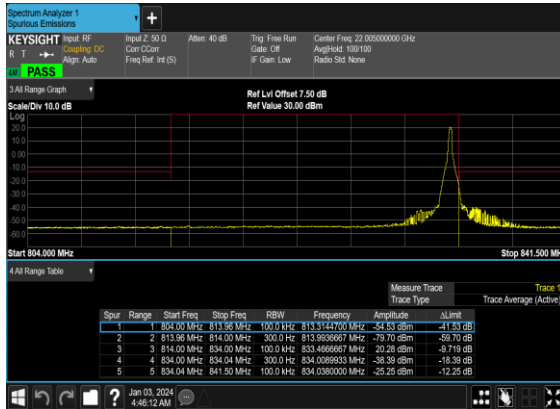 Spectrum Analyzer 1
Spurious Emissions
KEYSIGHT Input: RF Input Z: 50 Ω Atten: 40 dB Trig: Free Run Center Freq: 22.005000000 GHz
R T Coupling: DC Corr CCorr Gate: Off Avg|Hold: 100/100
Align: Auto Freq Ref: Int (S) IF Gain: Low Radio Std: None
PASS
3 All Range Graph
Ref Lvl Offset 7.50 dB
Scale/Div 10.0 dB Ref Value 30.00 dBm
Log
20.0
10.0
0.00
-10.0
-20.0
-30.0
-40.0
-50.0
-60.0
Start 804.000 MHz Stop 841.500 MH
4 All Range Table
Measure Trace Trace 1
Trace Type Trace Average (Active)
Spur Range Start Freq Stop Freq RBW Frequency Amplitude ΔLimit
1 1 804.00 MHz 813.96 MHz 100.0 kHz 813.3144700 MHz -54.53 dBm -41.53 dB
2 2 813.96 MHz 814.00 MHz 300.0 Hz 813.9936667 MHz -79.70 dBm -59.70 dB
3 3 814.00 MHz 834.00 MHz 100.0 kHz 833.4666667 MHz 20.28 dBm -9.719 dB
4 4 834.00 MHz 834.04 MHz 300.0 Hz 834.0089933 MHz -38.39 dBm -18.39 dB
5 5 834.04 MHz 841.50 MHz 100.0 kHz 834.0380000 MHz -25.25 dBm -12.25 dB
Jan 03, 2024
4:46:12 AM